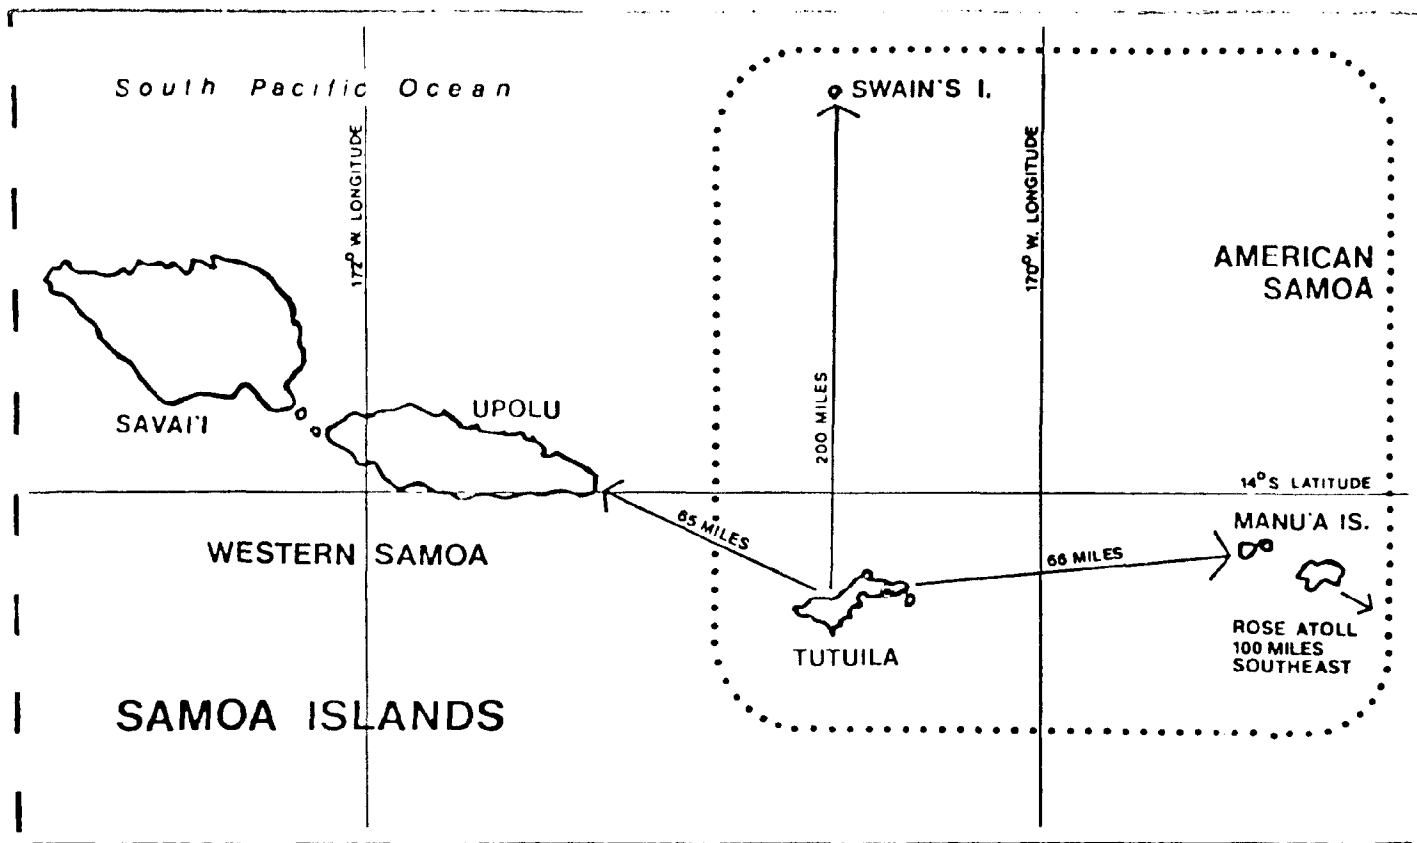 South Pacific Ocean
SWAIN'S I.
172° W. LONGITUDE
170° W. LONGITUDE
AMERICAN
SAMOA
200 MILES
SAVAI'I
UPOLU
14° S LATITUDE
65 MILES
MANU'A IS.
WESTERN SAMOA
66 MILES
TUTUILA
ROSE ATOLL
100 MILES
SOUTHEAST
SAMOA ISLANDS